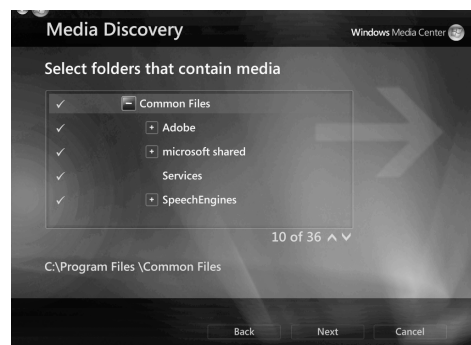 Media Discovery
Windows Media Center
Select folders that contain media
Common Files
Adobe
microsoft shared
Services
SpeechEngines
10 of 36
C:\Program Files \Common Files
Back Next Cancel